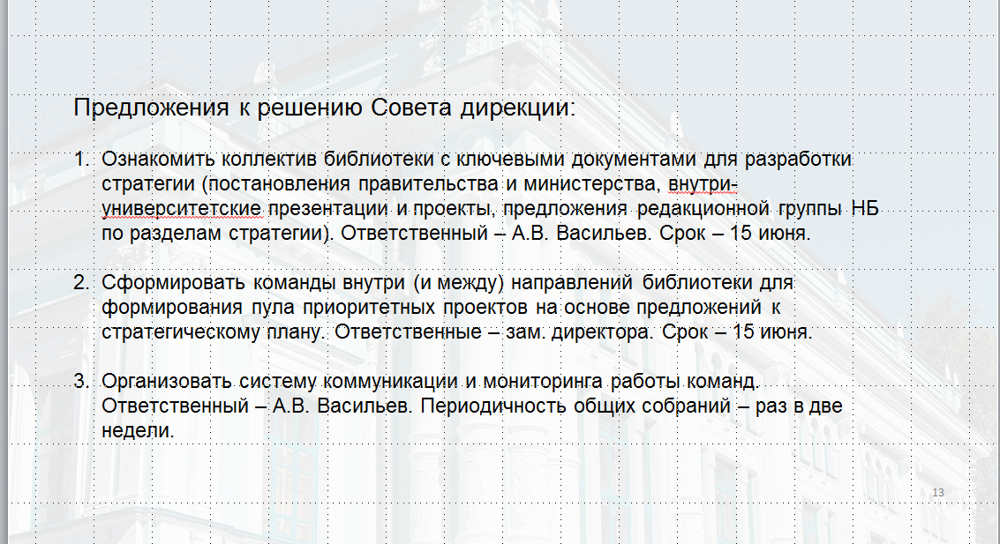 Предложения к решению Совета дирекции:
1. Ознакомить коллектив библиотеки с ключевыми документами для разработки
стратегии (постановления правительства и министерства, внутри-
университетские презентации и проекты, предложения редакционной группы НБ
по разделам стратегии). Ответственный – А.В. Васильев. Срок – 15 июня.
2. Сформировать команды внутри (и между) направлений библиотеки для
формирования пула приоритетных проектов на основе предложений к
стратегическому плану. Ответственные – зам. директора. Срок – 15 июня.
3. Организовать систему коммуникации и мониторинга работы команд.
Ответственный – А.В. Васильев. Периодичность общих собраний – раз в две
недели.
13